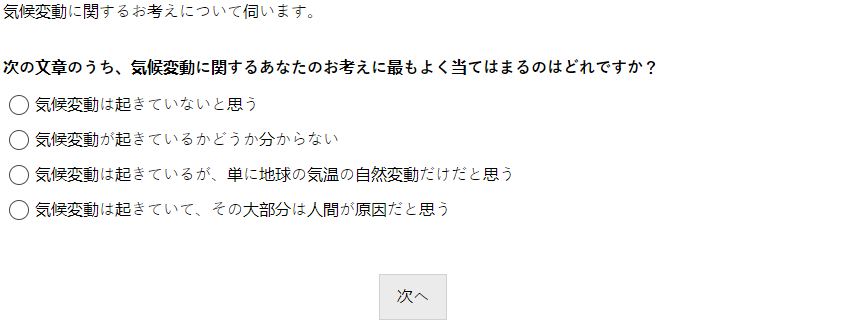 気候変動に関するお考えについて伺います。
次の文章のうち、気候変動に関するあなたのお考えに最もよく当てはまるのはどれですか？
気候変動は起きていないと思う
気候変動が起きているかどうか分からない
気候変動は起きているが、単に地球の気温の自然変動だけだと思う
気候変動は起きていて、その大部分は人間が原因だと思う
次へ